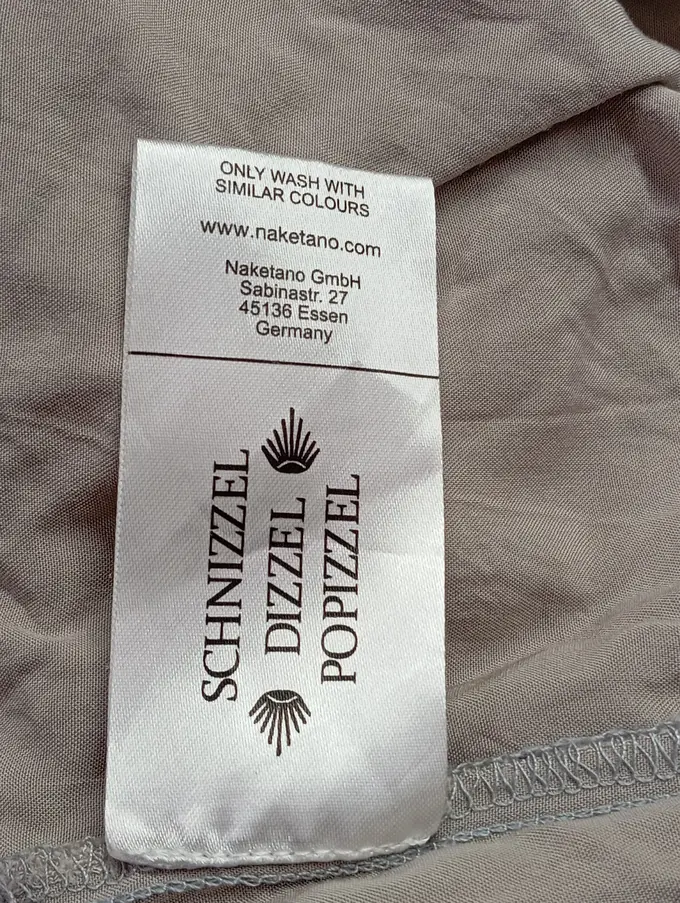 ONLY WASH WITH
SIMILAR COLOURS
www.naketano.com
Naketano GmbH
Sabinastr. 27
45136 Essen
Germany
SCHNIZZEL
DIZZEL
POPIZZEL